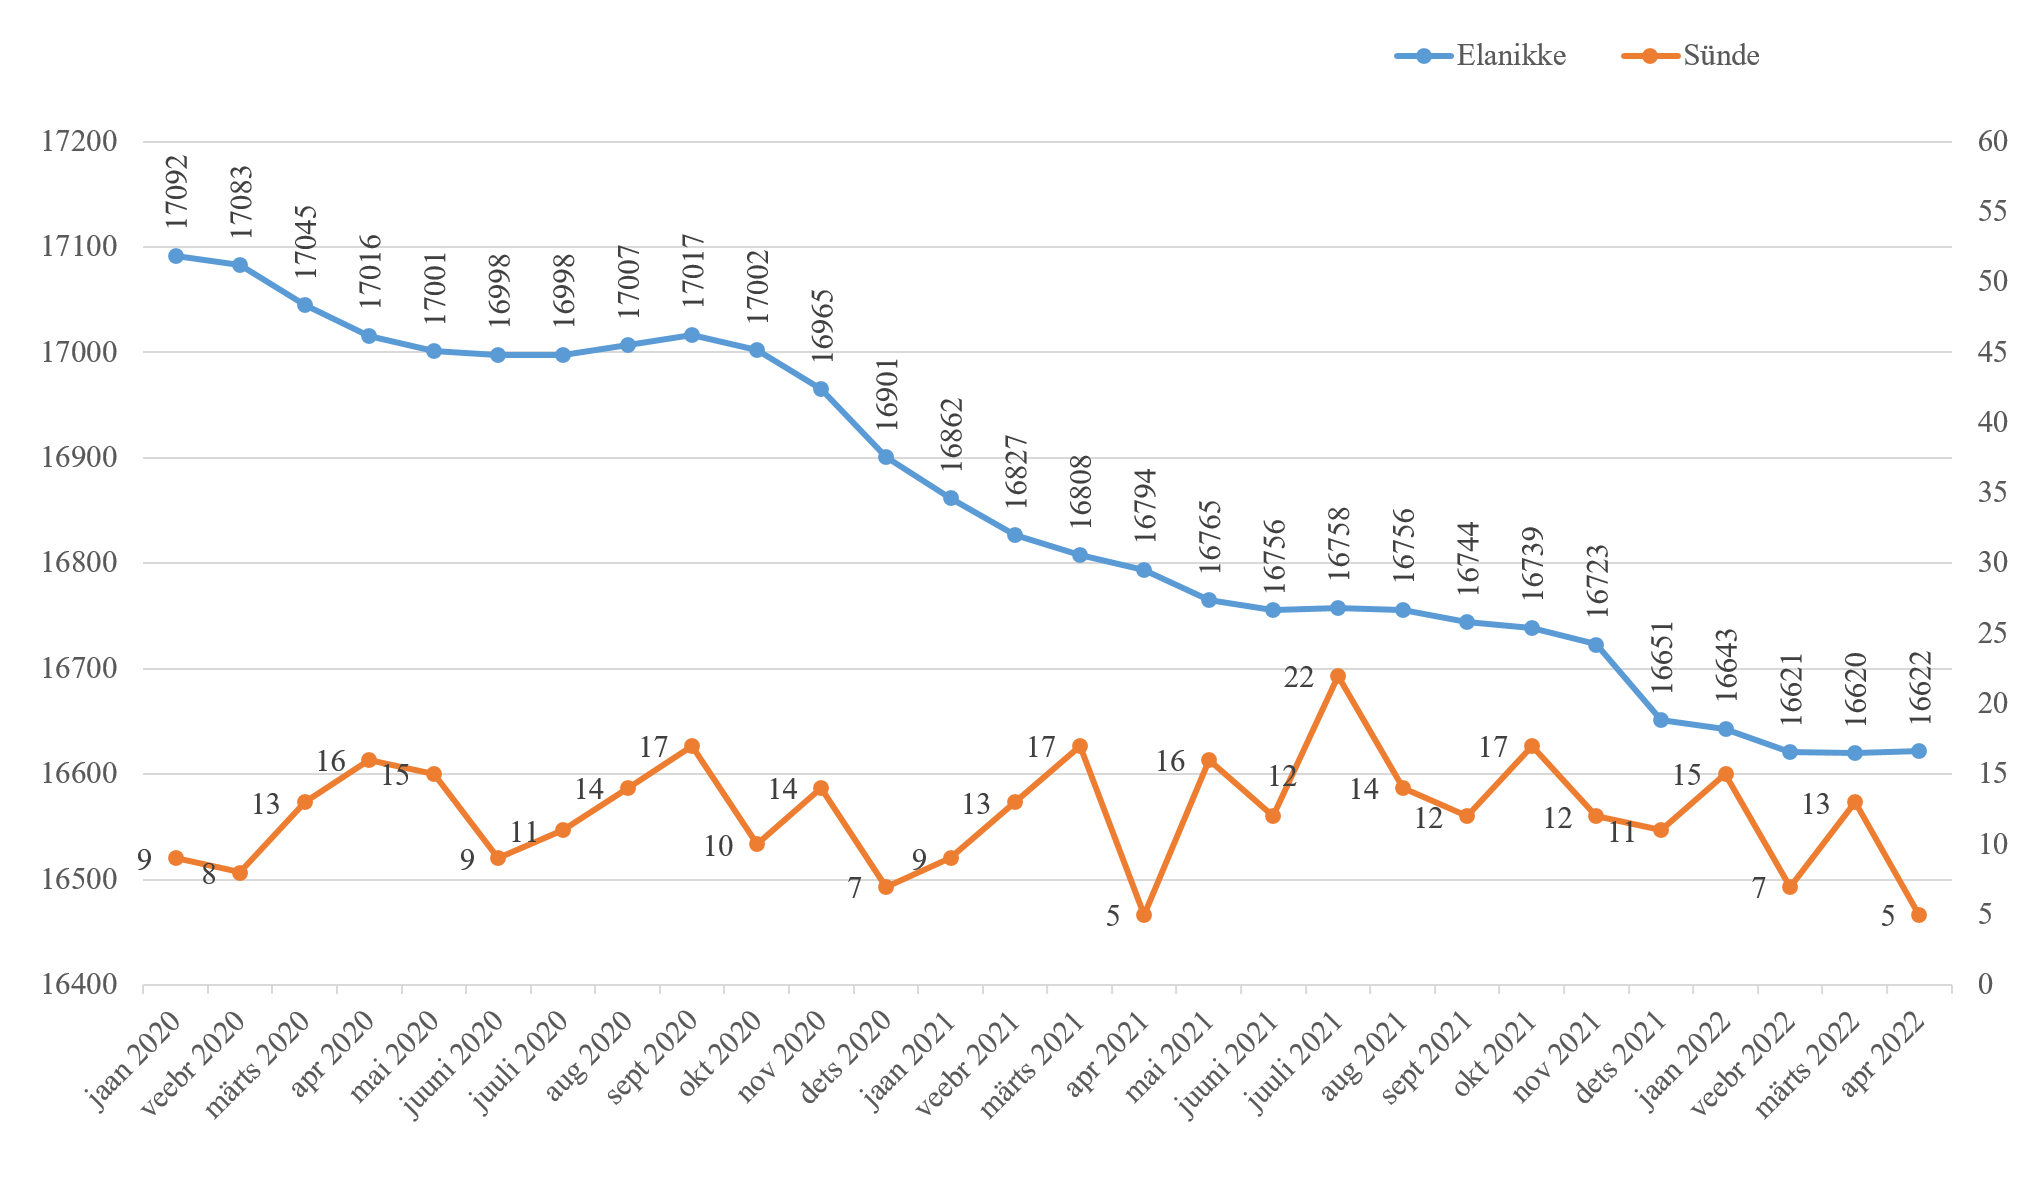 Elanikke Sünde
17200 60
55
17100
50
17000 45
40
16900
35
16800 30
25
16700
20
16600 15
10
16500
5
16400 0
17092 17083 17045 17016 17001 16998 16998 17007 17017 17002 16965 16901 16862 16827 16808 16794 16765 16756 16758 16756 16744 16739 16723 16651 16643 16621 16620 16622
9 8 13 16 15 9 11 14 17 10 14 7 9 13 17 5 16 12 22 14 12 17 12 11 15 7 13 5
jaan 2020
veebr 2020
märts 2020
apr 2020
mai 2020
juuni 2020
juuli 2020
aug 2020
sept 2020
okt 2020
nov 2020
dets 2020
jaan 2021
veebr 2021
märts 2021
apr 2021
mai 2021
juuni 2021
juuli 2021
aug 2021
sept 2021
okt 2021
nov 2021
dets 2021
jaan 2022
veebr 2022
märts 2022
apr 2022